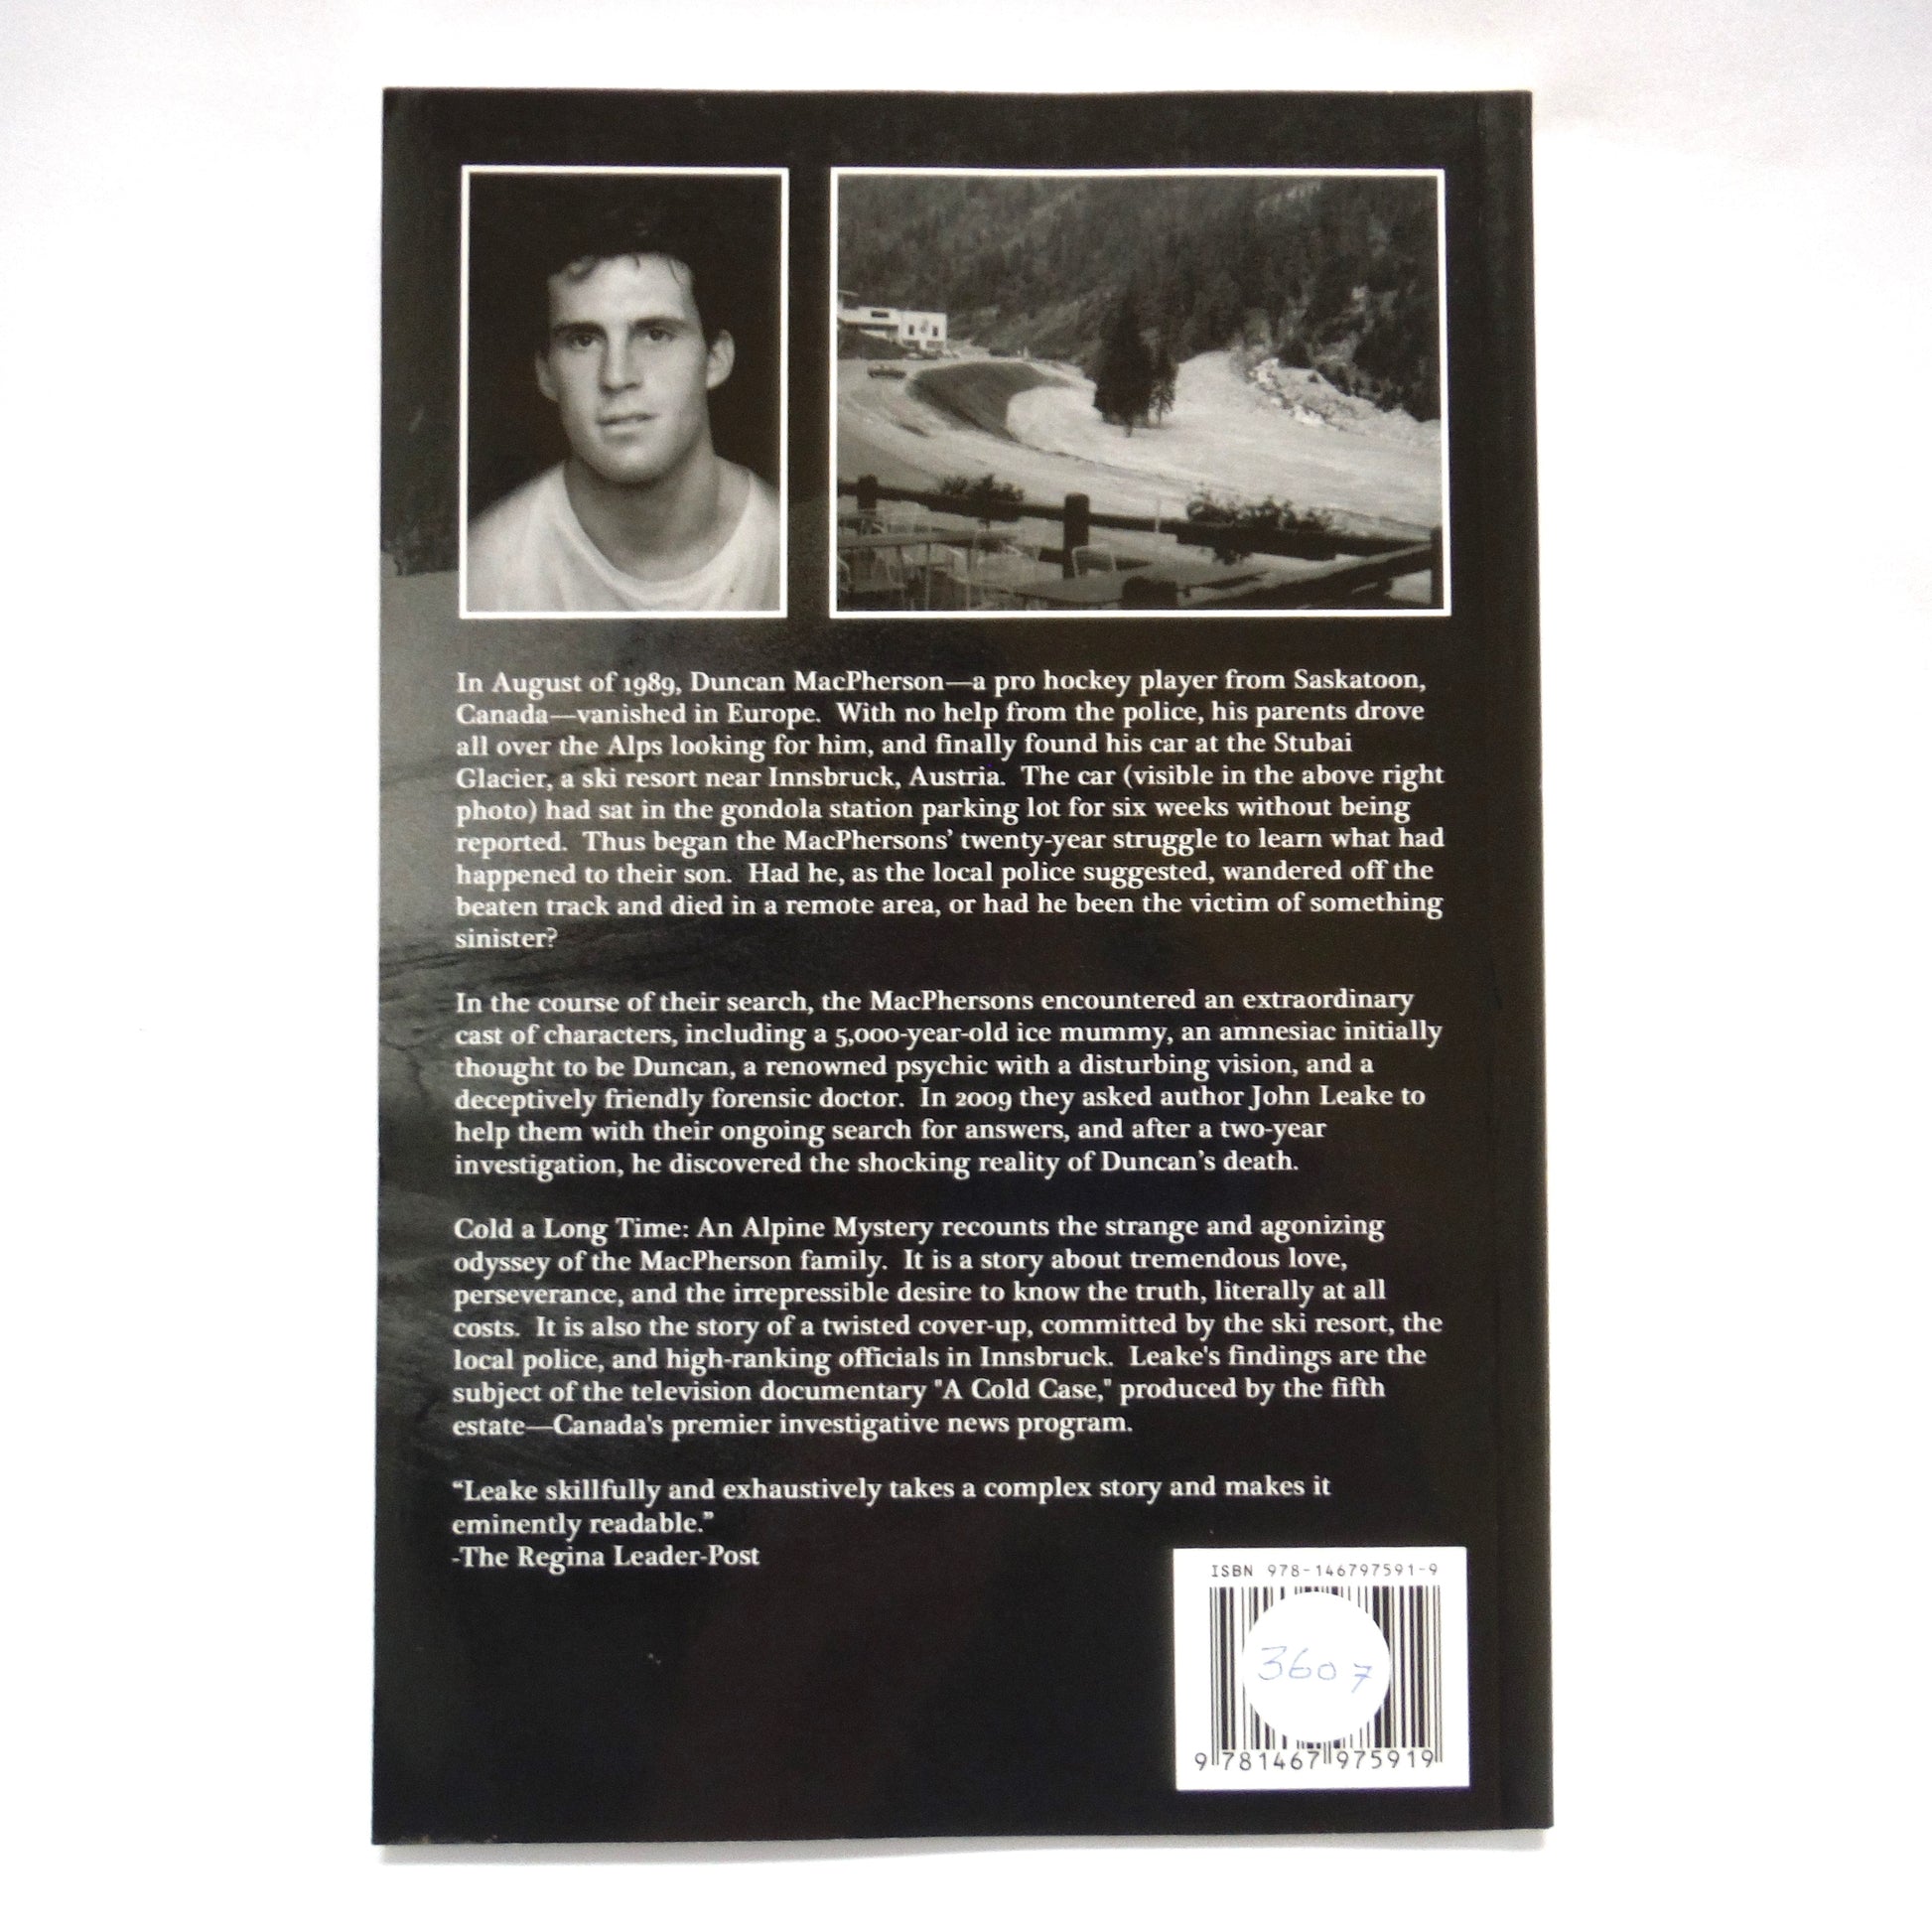 In August of 1989, Duncan MacPherson—a pro hockey player from Saskatoon,
Canada—vanished in Europe.  With no help from the police, his parents drove
all over the Alps looking for him, and finally found his car at the Stubai
Glacier, a ski resort near Innsbruck, Austria.  The car (visible in the above right
photo) had sat in the gondola station parking lot for six weeks without being
reported.  Thus began the MacPhersons’ twenty-year struggle to learn what had
happened to their son.  Had he, as the local police suggested, wandered off the
beaten track and died in a remote area, or had he been the victim of something
sinister?
In the course of their search, the MacPhersons encountered an extraordinary
cast of characters, including a 5,000-year-old ice mummy, an amnesiac initially
thought to be Duncan, a renowned psychic with a disturbing vision, and a
deceptively friendly forensic doctor.  In 2009 they asked author John Leake to
help them with their ongoing search for answers, and after a two-year
investigation, he discovered the shocking reality of Duncan’s death.
Cold a Long Time: An Alpine Mystery recounts the strange and agonizing
odyssey of the MacPherson family.  It is a story about tremendous love,
perseverance, and the irrepressible desire to know the truth, literally at all
costs.  It is also the story of a twisted cover-up, committed by the ski resort, the
local police, and high-ranking officials in Innsbruck.  Leake's findings are the
subject of the television documentary "A Cold Case," produced by the fifth
estate—Canada's premier investigative news program.
“Leake skillfully and exhaustively takes a complex story and makes it
eminently readable.”
-The Regina Leader-Post
ISBN 978-146797591-9
3607
9 781467 975919